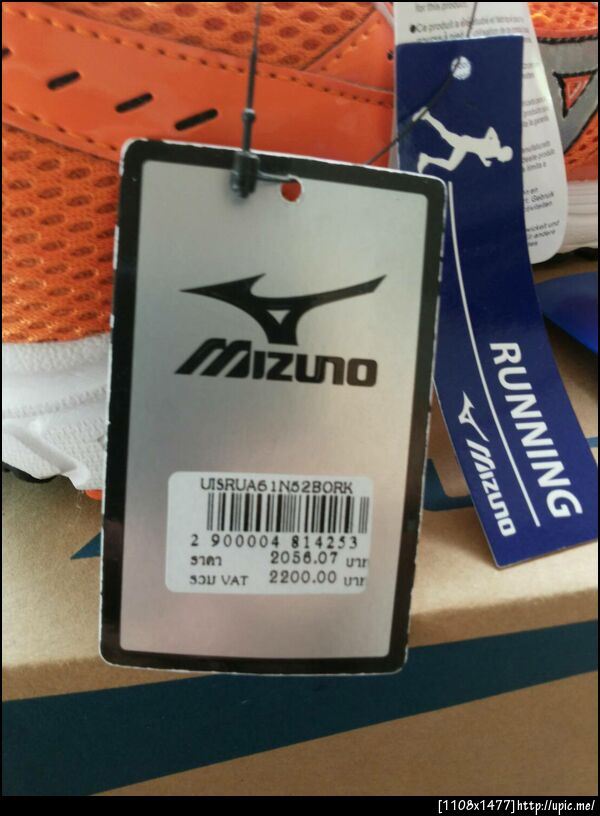 MIZUNO
UISRUA61N52BORK
2 900004 814253
ราคา 2056.07 บาท
รวม VAT 2200.00 บาท
RUNNING
MIZUNO
[1108x1477]http://upic.me/